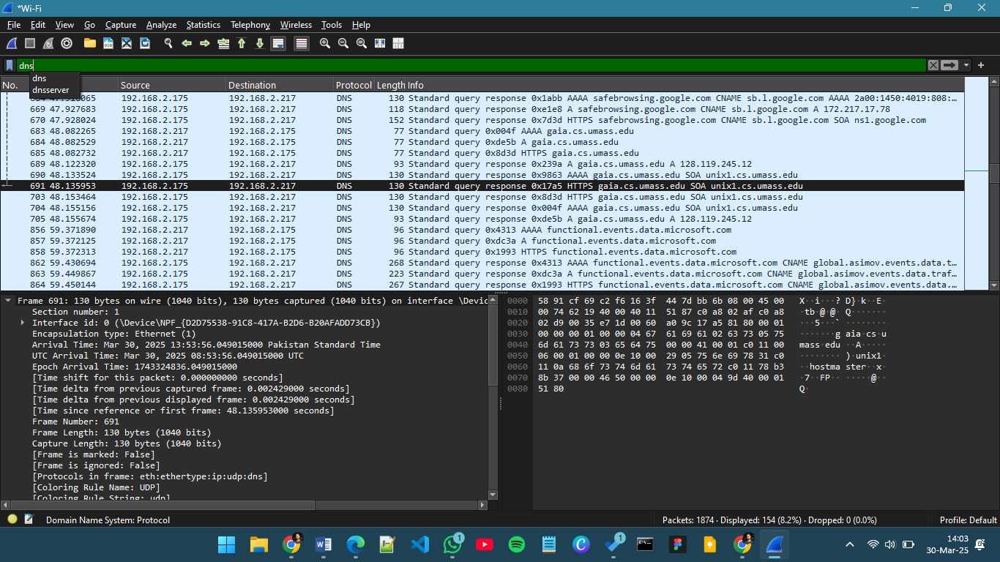 *Wi-Fi
File Edit View Go Capture Analyze Statistics Telephony Wireless Tools Help
dns
dns
dnsserver
No. Source Destination Protocol Length Info
192.168.2.175 192.168.2.217 DNS 130 Standard query response 0x1abb AAAA safebrowsing.google.com CNAME sb.l.google.com AAAA 2a00:1450:4019:808:…
669 47.927683 192.168.2.175 192.168.2.217 DNS 118 Standard query response 0xe1e8 A safebrowsing.google.com CNAME sb.l.google.com A 172.217.17.78
670 47.928024 192.168.2.175 192.168.2.217 DNS 152 Standard query response 0x7d3d HTTPS safebrowsing.google.com CNAME sb.l.google.com SOA ns1.google.com
683 48.082265 192.168.2.217 192.168.2.175 DNS 77 Standard query 0x004f AAAA gaia.cs.umass.edu
684 48.082529 192.168.2.217 192.168.2.175 DNS 77 Standard query 0xde5b A gaia.cs.umass.edu
685 48.082732 192.168.2.217 192.168.2.175 DNS 77 Standard query 0x8d3d HTTPS gaia.cs.umass.edu
689 48.122320 192.168.2.175 192.168.2.217 DNS 93 Standard query response 0x239a A gaia.cs.umass.edu A 128.119.245.12
690 48.133524 192.168.2.175 192.168.2.217 DNS 130 Standard query response 0x9863 AAAA gaia.cs.umass.edu SOA unix1.cs.umass.edu
691 48.135953 192.168.2.175 192.168.2.217 DNS 130 Standard query response 0x17a5 HTTPS gaia.cs.umass.edu SOA unix1.cs.umass.edu
703 48.153464 192.168.2.175 192.168.2.217 DNS 130 Standard query response 0x8d3d HTTPS gaia.cs.umass.edu SOA unix1.cs.umass.edu
704 48.155156 192.168.2.175 192.168.2.217 DNS 130 Standard query response 0x004f AAAA gaia.cs.umass.edu SOA unix1.cs.umass.edu
705 48.155674 192.168.2.175 192.168.2.217 DNS 93 Standard query response 0xde5b A gaia.cs.umass.edu A 128.119.245.12
856 59.371890 192.168.2.217 192.168.2.175 DNS 96 Standard query 0x4313 AAAA functional.events.data.microsoft.com
857 59.372125 192.168.2.217 192.168.2.175 DNS 96 Standard query 0xdc3a A functional.events.data.microsoft.com
858 59.372313 192.168.2.217 192.168.2.175 DNS 96 Standard query 0x1993 HTTPS functional.events.data.microsoft.com
862 59.430694 192.168.2.175 192.168.2.217 DNS 268 Standard query response 0x4313 AAAA functional.events.data.microsoft.com CNAME global.asimov.events.data.t…
863 59.449867 192.168.2.175 192.168.2.217 DNS 223 Standard query response 0xdc3a A functional.events.data.microsoft.com CNAME global.asimov.events.data.traf…
864 59.450144 192.168.2.175 192.168.2.217 DNS 267 Standard query response 0x1993 HTTPS functional.events.data.microsoft.com CNAME global.asimov.events.data.…
Frame 691: 130 bytes on wire (1040 bits), 130 bytes captured (1040 bits) on interface \Devic
Section number: 1
Interface id: 0 (\Device\NPF_{D2D75538-91C8-417A-B2D6-B20AFADD73CB})
Encapsulation type: Ethernet (1)
Arrival Time: Mar 30, 2025 13:53:56.049015000 Pakistan Standard Time
UTC Arrival Time: Mar 30, 2025 08:53:56.049015000 UTC
Epoch Arrival Time: 1743324836.049015000
[Time shift for this packet: 0.000000000 seconds]
[Time delta from previous captured frame: 0.002429000 seconds]
[Time delta from previous displayed frame: 0.002429000 seconds]
[Time since reference or first frame: 48.135953000 seconds]
Frame Number: 691
Frame Length: 130 bytes (1040 bits)
Capture Length: 130 bytes (1040 bits)
[Frame is marked: False]
[Frame is ignored: False]
[Protocols in frame: eth:ethertype:ip:udp:dns]
[Coloring Rule Name: UDP]
[Coloring Rule String: udp]
0000 58 91 cf 69 c2 f6 16 3f 44 7d bb 6b 08 00 45 00 X··i···? D}·k··E·
0010 00 74 62 19 40 00 40 11 51 87 c0 a8 02 af c0 a8 ·tb·@·@· Q·······
0020 02 d9 00 35 e7 1d 00 60 a0 9c 17 a5 81 80 00 01 ···5···` ········
0030 00 00 00 01 00 00 04 67 61 69 61 02 63 73 05 75 ·······g aia·cs·u
0040 6d 61 73 73 03 65 64 75 00 00 41 00 01 c0 11 00 mass·edu ··A·····
0050 06 00 01 00 00 0e 10 00 29 05 75 6e 69 78 31 c0 ········ )·unix1·
0060 11 0a 68 6f 73 74 6d 61 73 74 65 72 c0 11 78 b3 ··hostma ster··x·
0070 8b 37 00 00 46 50 00 00 0e 10 00 04 9d 40 00 01 ·7··FP·· ·····@··
0080 51 80 Q·
Domain Name System: Protocol
Packets: 1874 · Displayed: 154 (8.2%) · Dropped: 0 (0.0%)
Profile: Default
1
1
14:03
30-Mar-25